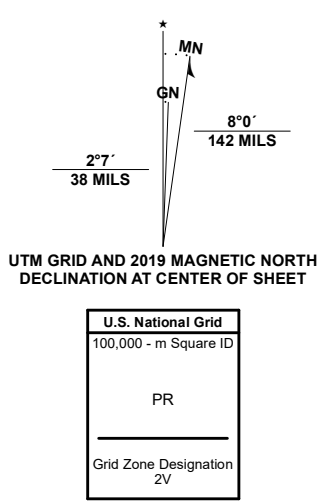 ★
MN
GN
8°0´
142 MILS
2°7´
38 MILS
UTM GRID AND 2019 MAGNETIC NORTH
DECLINATION AT CENTER OF SHEET
U.S. National Grid
100,000 - m Square ID
PR
Grid Zone Designation
2V